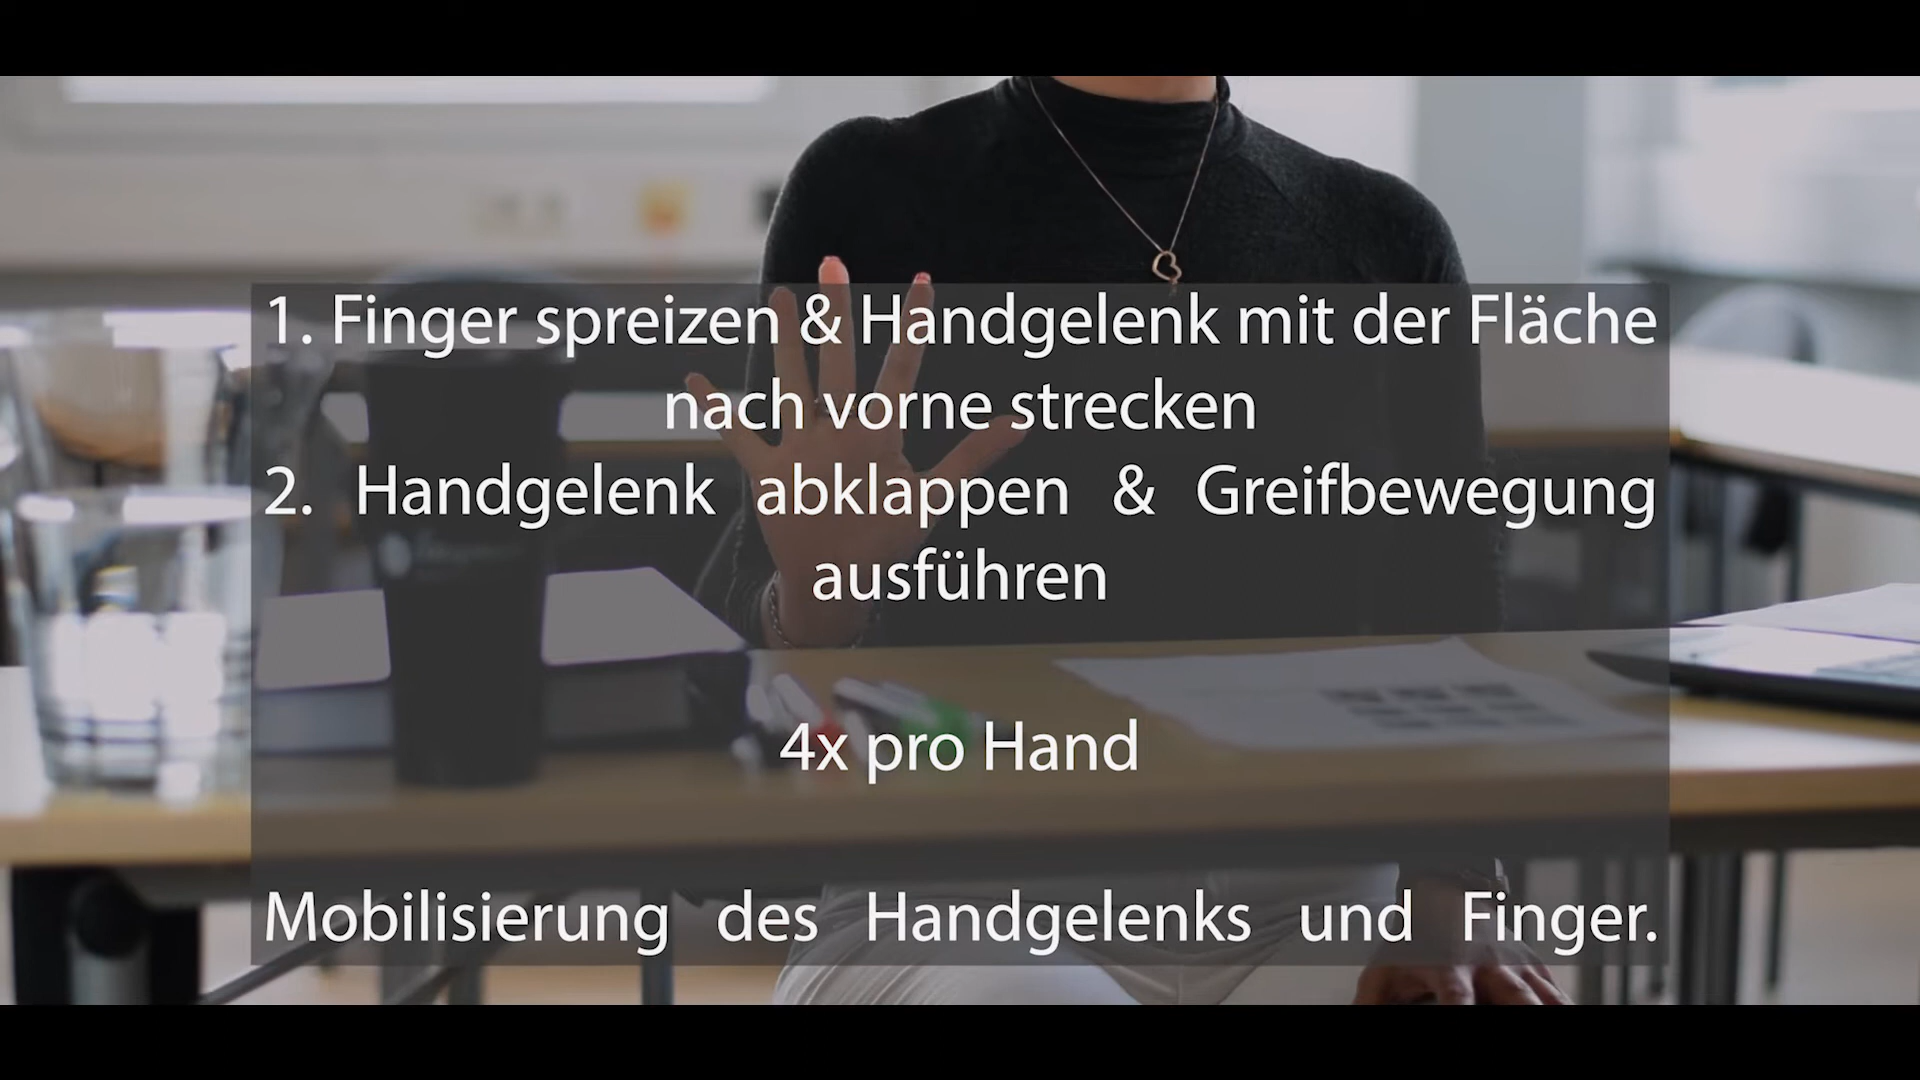 1. Finger spreizen & Handgelenk mit der Fläche
nach vorne strecken
2. Handgelenk abklappen & Greifbewegung
ausführen
4x pro Hand
Mobilisierung des Handgelenks und Finger.